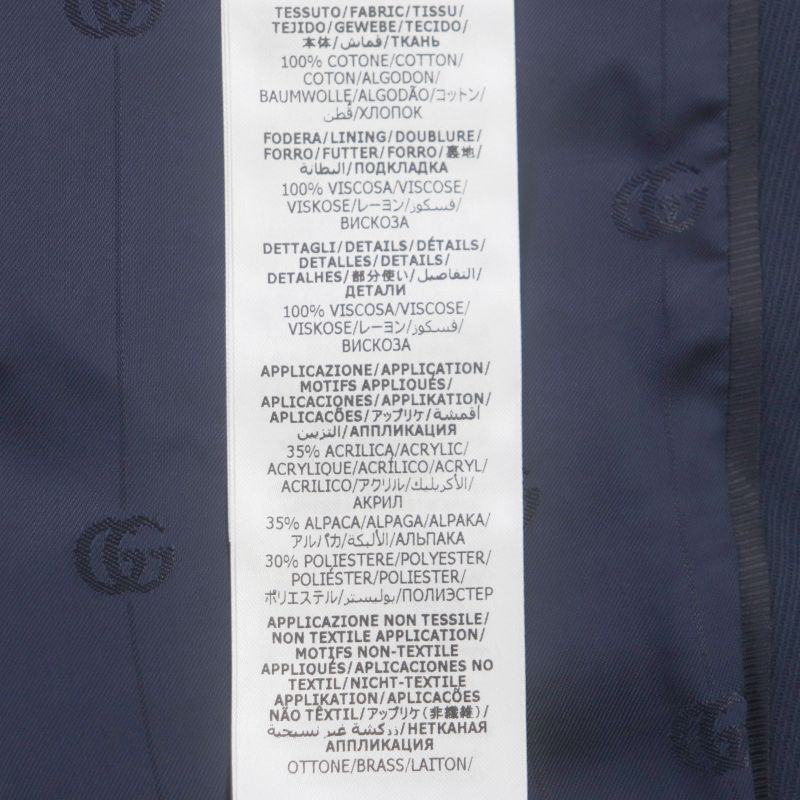 TESSUTO/FABRIC/TISSU/
TEJIDO/GEWEBE/TECIDO/
本体/قماش/ТКАНЬ
100% COTONE/COTTON/
COTON/ALGODON/
BAUMWOLLE/ALGODÃO/コットン/
قطن/ХЛОПОК
FODERA/LINING/DOUBLURE/
FORRO/FUTTER/FORRO/裏地/
البطانة/ПОДКЛАДКА
100% VISCOSA/VISCOSE/
VISKOSE/レーヨン/فسكوز/
ВИСКОЗА
DETTAGLI/DETAILS/DÉTAILS/
DETALLES/DETAILS/
DETALHES/部分使い/التفاصيل/
ДЕТАЛИ
100% VISCOSA/VISCOSE/
VISKOSE/レーヨン/فسكوز/
ВИСКОЗА
APPLICAZIONE/APPLICATION/
MOTIFS APPLIQUÉS/
APLICACIONES/APPLIKATION/
APLICAÇÕES/アップリケ/أقمشة
التزيين/АППЛИКАЦИЯ
35% ACRILICA/ACRYLIC/
ACRYLIQUE/ACRÍLICO/ACRYL/
ACRILICO/アクリル/الأكريليك/
АКРИЛ
35% ALPACA/ALPAGA/ALPAKA/
アルパカ/الألبكة/АЛЬПАКА
30% POLIESTERE/POLYESTER/
POLIÉSTER/POLIESTER/
ポリエステル/بوليستر/ПОЛИЭСТЕР
APPLICAZIONE NON TESSILE/
NON TEXTILE APPLICATION/
MOTIFS NON-TEXTILE
APPLIQUÉS/APLICACIONES NO
TEXTIL/NICHT-TEXTILE
APPLIKATION/APLICAÇÕES
NÃO TÊXTIL/アップリケ(非繊維)/
زركشة غير نسيجية/НЕТКАНАЯ
АППЛИКАЦИЯ
OTTONE/BRASS/LAITON/